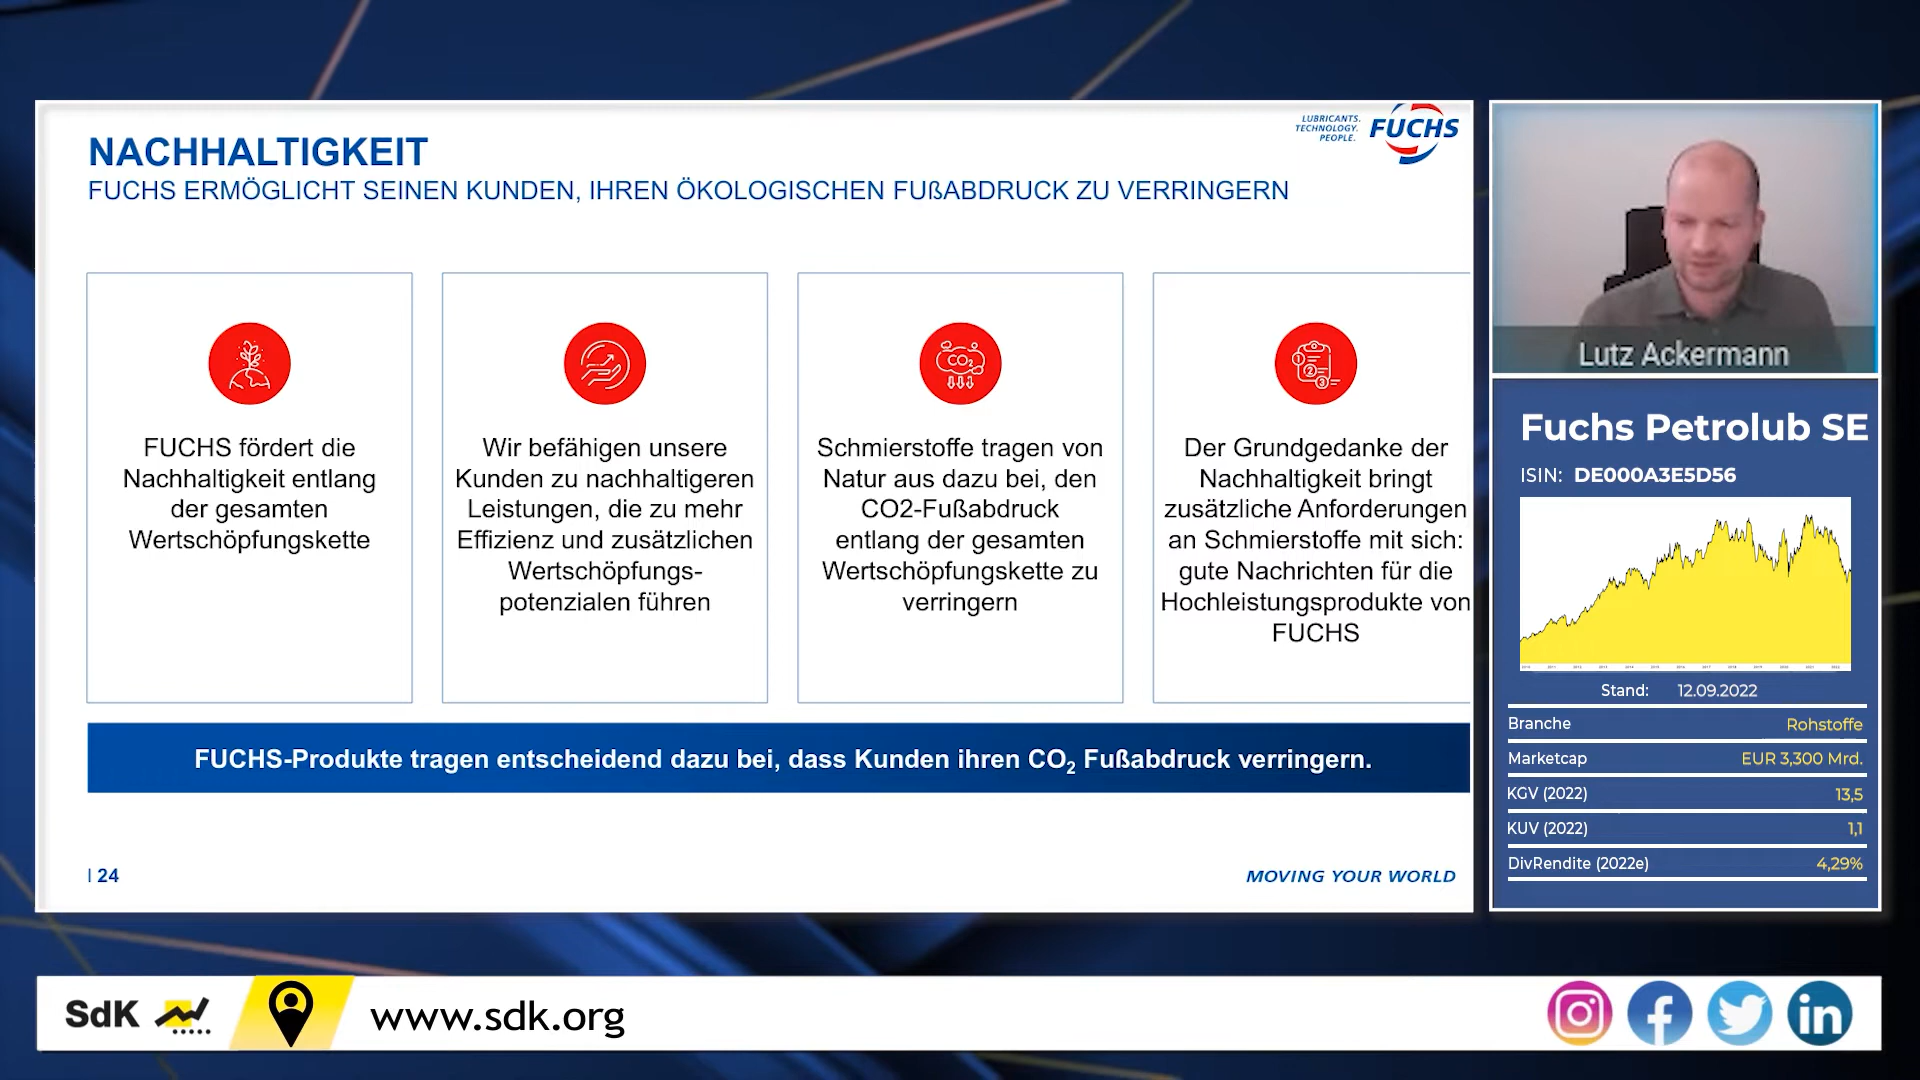 NACHHALTIGKEIT
FUCHS ERMÖGLICHT SEINEN KUNDEN, IHREN ÖKOLOGISCHEN FUßABDRUCK ZU VERRINGERN
LUBRICANTS.
TECHNOLOGY.
PEOPLE.
FUCHS
FUCHS fördert die
Nachhaltigkeit entlang
der gesamten
Wertschöpfungskette
Wir befähigen unsere
Kunden zu nachhaltigeren
Leistungen, die zu mehr
Effizienz und zusätzlichen
Wertschöpfungs-
potenzialen führen
CO2
Schmierstoffe tragen von
Natur aus dazu bei, den
CO2-Fußabdruck
entlang der gesamten
Wertschöpfungskette zu
verringern
1
2
3
Der Grundgedanke der
Nachhaltigkeit bringt
zusätzliche Anforderungen
an Schmierstoffe mit sich:
gute Nachrichten für die
Hochleistungsprodukte von
FUCHS
FUCHS-Produkte tragen entscheidend dazu bei, dass Kunden ihren CO₂ Fußabdruck verringern.
| 24
MOVING YOUR WORLD
Lutz Ackermann
Fuchs Petrolub SE
ISIN: DE000A3E5D56
Stand: 12.09.2022
Branche Rohstoffe
Marketcap EUR 3,300 Mrd.
KGV (2022) 13,5
KUV (2022) 1,1
DivRendite (2022e) 4,29%
SdK
www.sdk.org